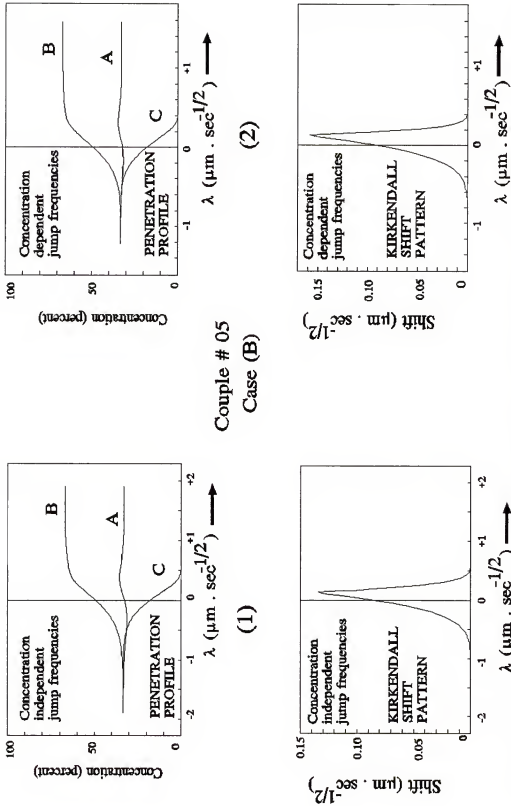 Concentration (percent)
100
50
0
Concentration
independent
jump frequencies
B
A
PENETRATION
PROFILE
C
-2
-1
0
+1
+2
λ (μm . sec-1/2)
(1)
Concentration (percent)
100
50
0
Concentration
dependent
jump frequencies
B
A
PENETRATION
PROFILE
C
-1
0
+1
λ (μm . sec-1/2)
(2)
Couple # 05
Case (B)
Shift (μm . sec-1/2)
0.15
0.05
0
Concentration
independent
jump frequencies
KIRKENDALL
SHIFT
PATTERN
-2
-1
0
+1
+2
λ (μm . sec-1/2)
Shift (μm . sec-1/2)
0.15
0.10
0.05
0
Concentration
dependent
jump frequencies
KIRKENDALL
SHIFT
PATTERN
-1
0
+1
λ (μm . sec-1/2)